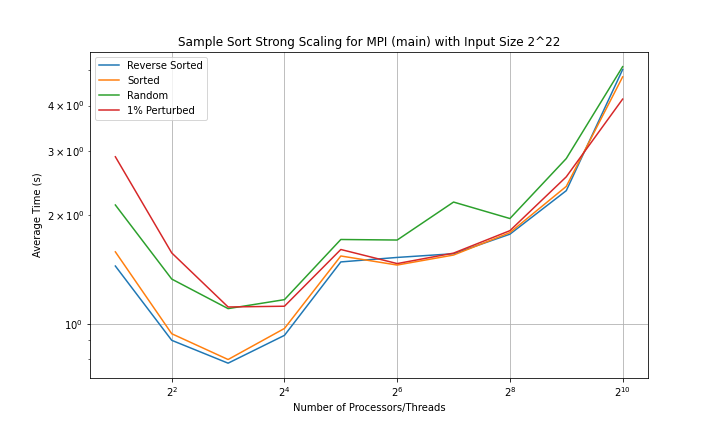 Sample Sort Strong Scaling for MPI (main) with Input Size 2^22
Reverse Sorted
Sorted
Random
1% Perturbed
4 × 10⁰
3 × 10⁰
2 × 10⁰
10⁰
Average Time (s)
2² 2⁴ 2⁶ 2⁸ 2¹⁰
Number of Processors/Threads